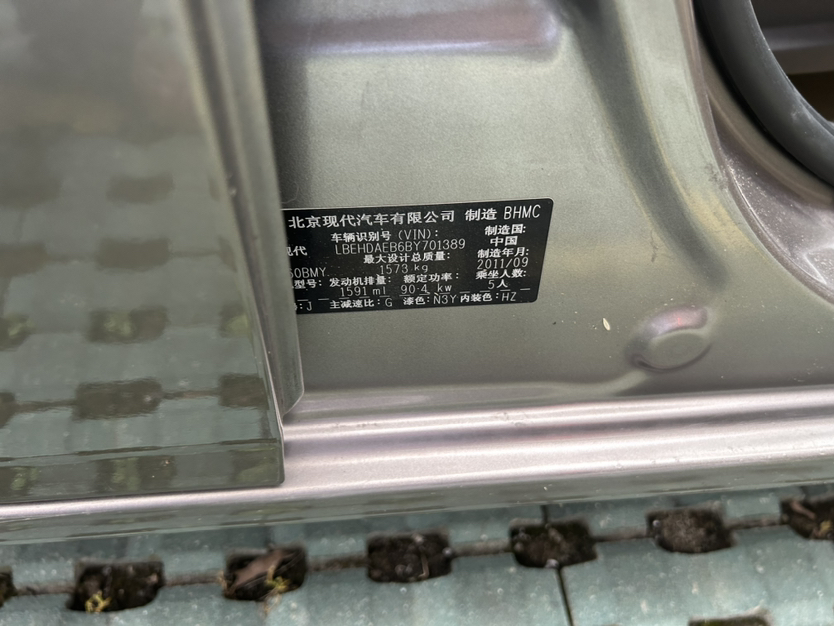 北京现代汽车有限公司 制造 BHMC
车辆识别号(VIN): 制造国:
现代 LBEHDAEB6BY701389 中国
最大设计总质量: 制造年月:
50BMY 1573 kg 2011/09
型号: 发动机排量: 额定功率: 乘坐人数:
1591 ml 90.4 kw 5人
:J 主减速比:G 漆色:N3Y 内装色:HZ